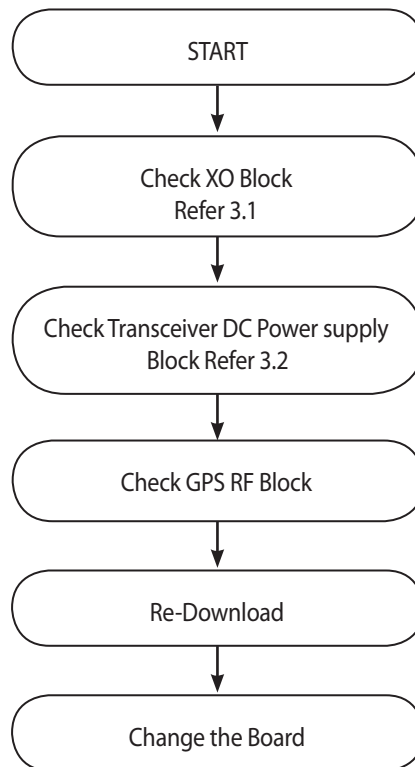 START
Check XO Block
Refer 3.1
Check Transceiver DC Power supply
Block Refer 3.2
Check GPS RF Block
Re-Download
Change the Board